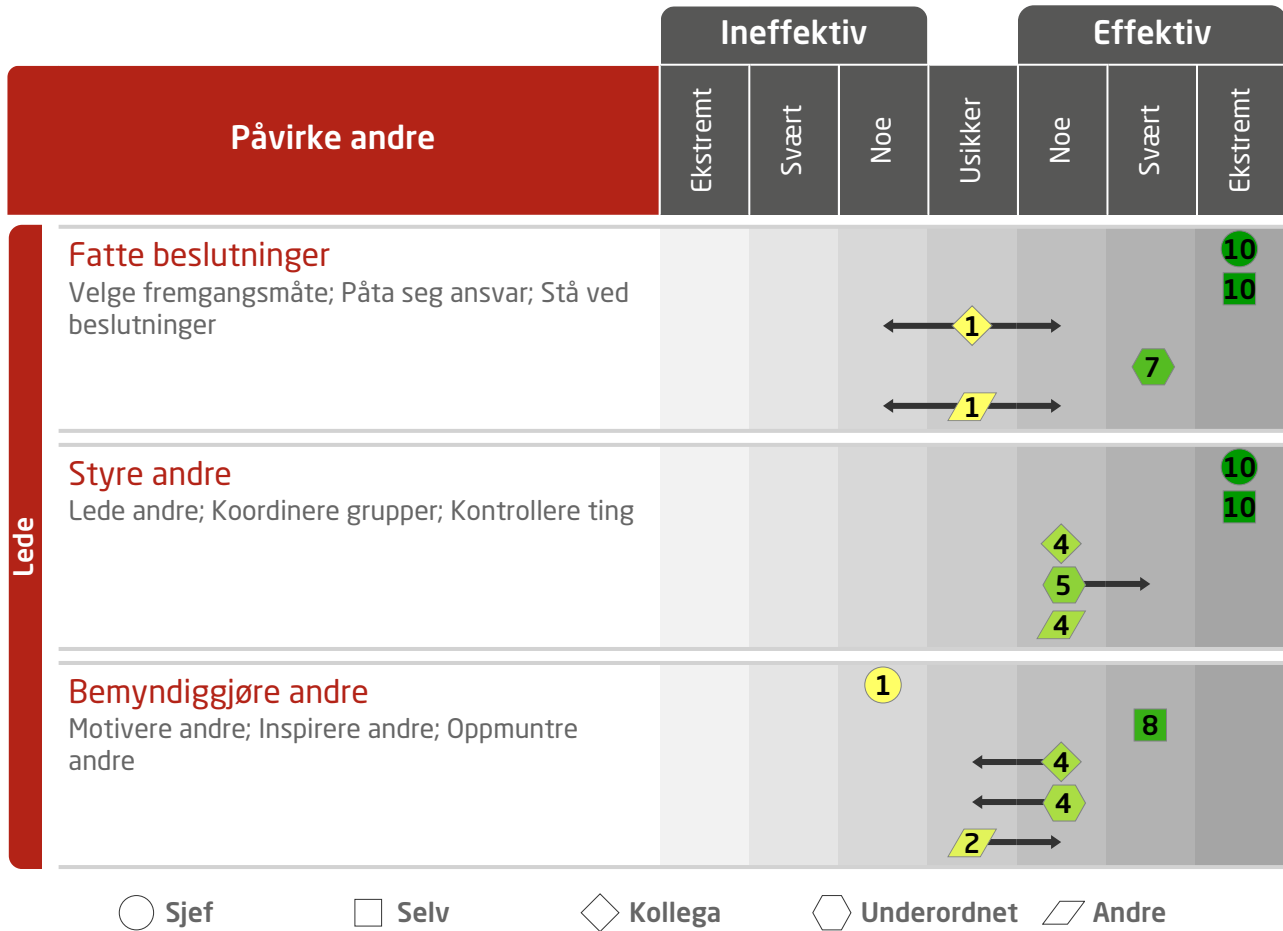 Ineffektiv
Effektiv
Påvirke andre
Ekstremt
Svært
Noe
Usikker
Noe
Svært
Ekstremt
Lede
Fatte beslutninger
Velge fremgangsmåte; Påta seg ansvar; Stå ved
beslutninger
10
10
1
7
1
Styre andre
Lede andre; Koordinere grupper; Kontrollere ting
10
10
4
5
4
Bemyndiggjøre andre
Motivere andre; Inspirere andre; Oppmuntre
andre
1
8
4
4
2
Sjef
Selv
Kollega
Underordnet
Andre